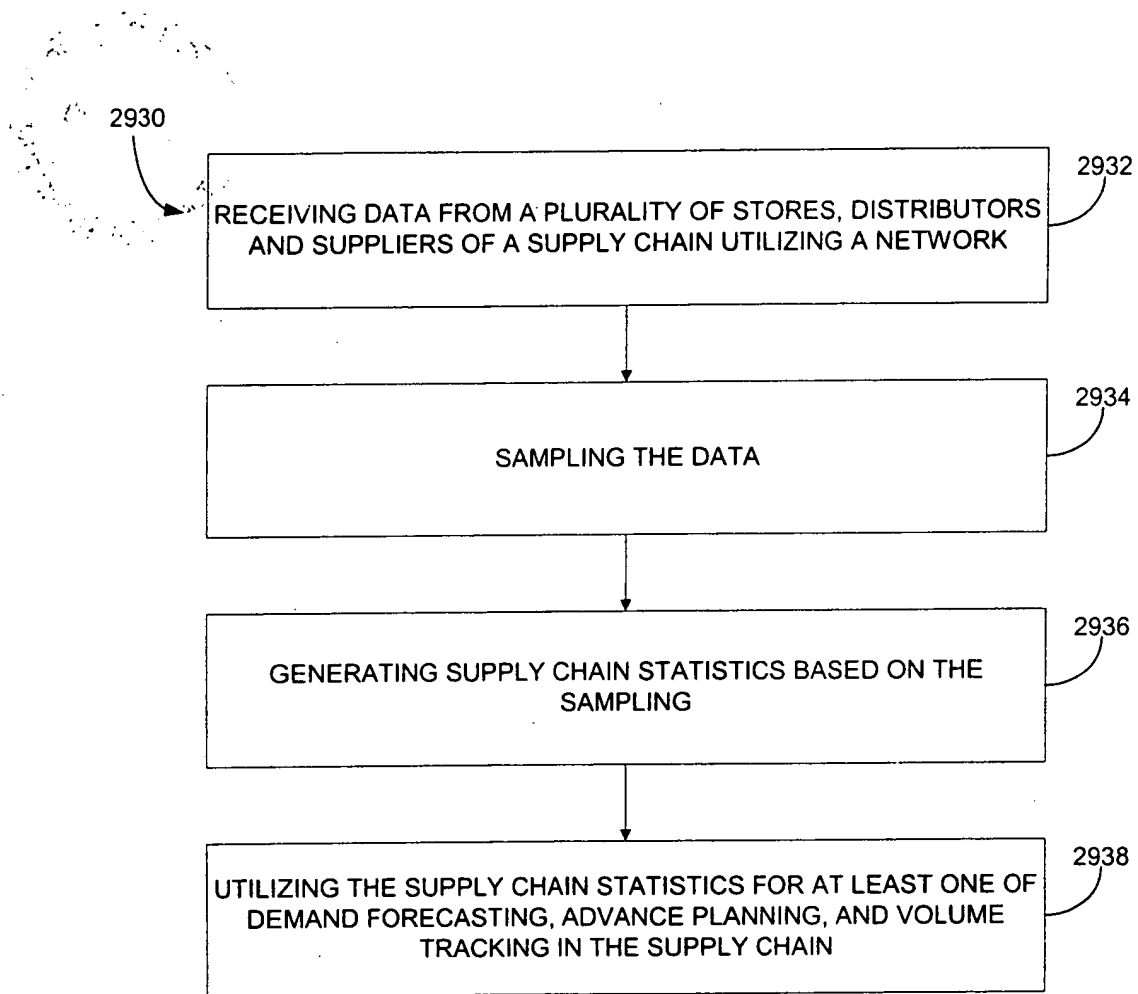 2930
2932
RECEIVING DATA FROM A PLURALITY OF STORES, DISTRIBUTORS
AND SUPPLIERS OF A SUPPLY CHAIN UTILIZING A NETWORK
2934
SAMPLING THE DATA
2936
GENERATING SUPPLY CHAIN STATISTICS BASED ON THE
SAMPLING
2938
UTILIZING THE SUPPLY CHAIN STATISTICS FOR AT LEAST ONE OF
DEMAND FORECASTING, ADVANCE PLANNING, AND VOLUME
TRACKING IN THE SUPPLY CHAIN